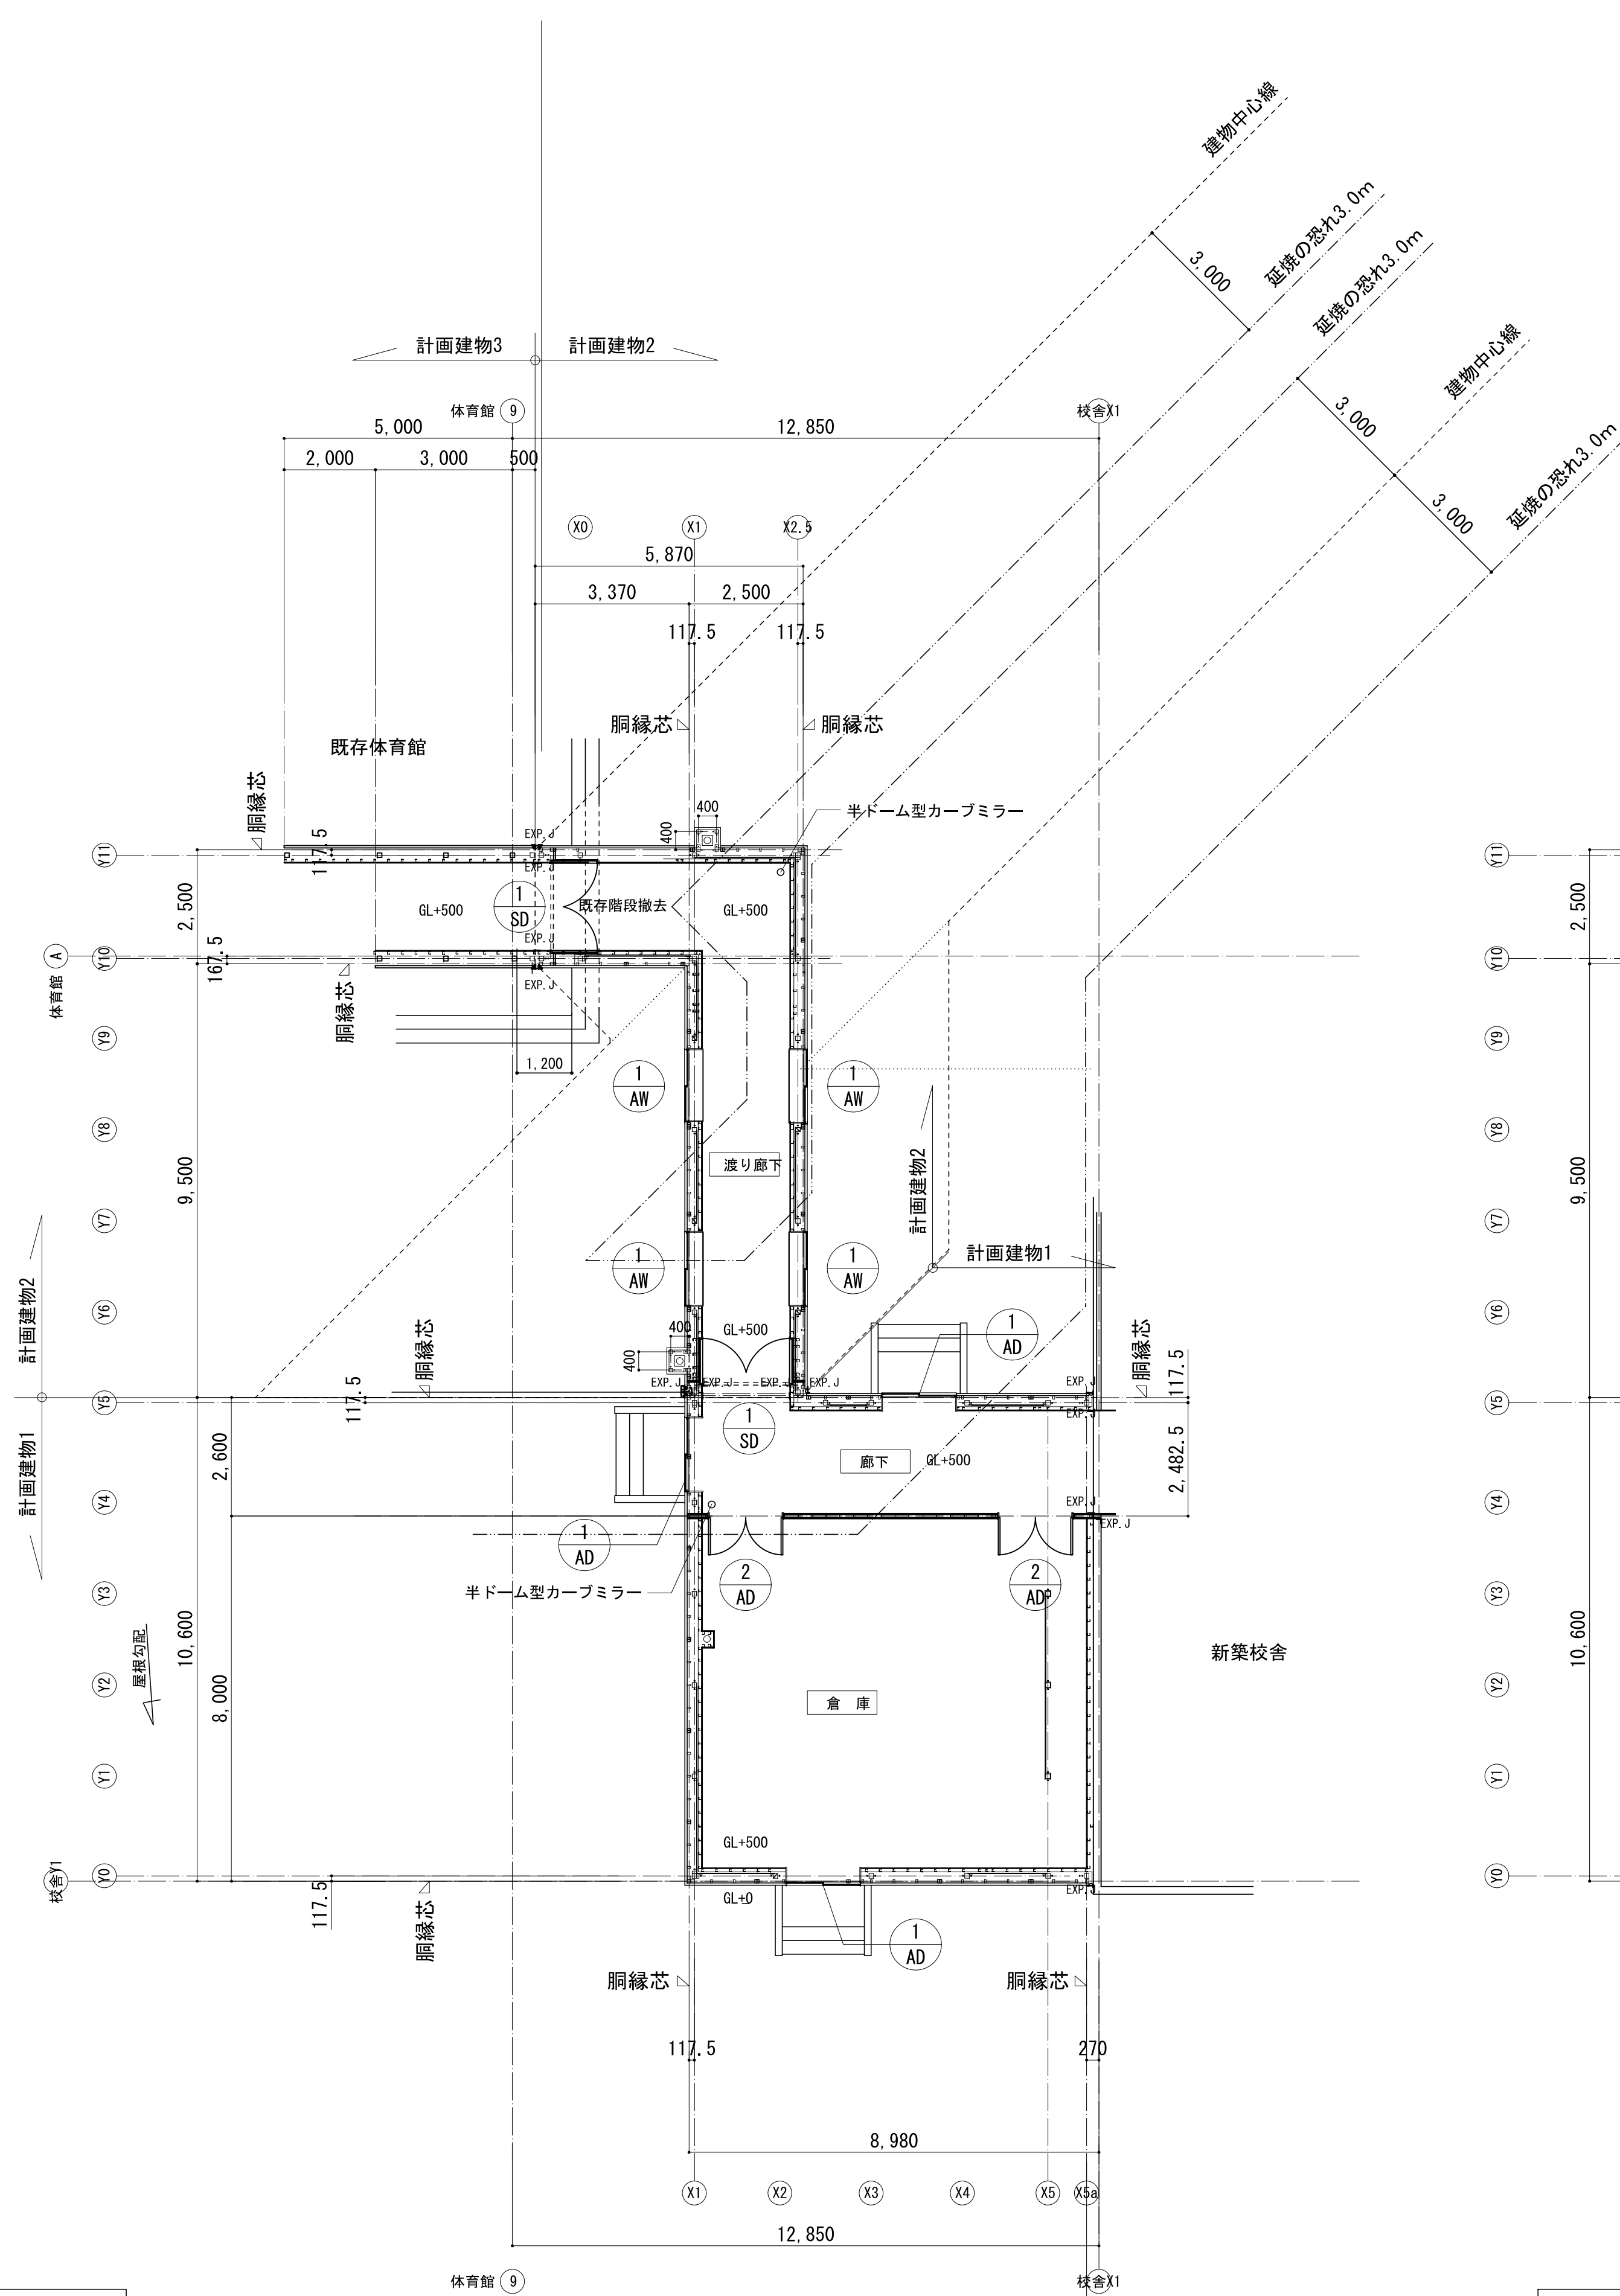 建物中心線
延焼の恐れ3.0m
3,000
延焼の恐れ3.0m
建物中心線
3,000
延焼の恐れ3.0m
3,000
計画建物3 計画建物2
体育館 9 校舎X1
5,000 12,850
2,000 3,000 500
X0 X1 X2.5
5,870
3,370 2,500
117.5 117.5
胴縁芯 胴縁芯
既存体育館
胴縁芯
400
400
半ドーム型カーブミラー
117.5
EXP.J
Y11 Y11
EXP.J
2,500 2,500
1
SD
GL+500 既存階段撤去 GL+500
EXP.J
A
体育館
Y10 Y10
167.5
EXP.J
胴縁芯
Y9 Y9
1,200
1
AW
1
AW
Y8 Y8
計画建物2
渡り廊下
9,500 9,500
Y7 Y7
計画建物1
1
AW
1
AW
計画建物2
Y6 Y6
GL+500
400
400
1
AD
胴縁芯 胴縁芯
117.5
EXP.J EXP.J EXP.J EXP.J EXP.J
117.5
Y5 Y5
EXP.J
1
SD
計画建物1
2,600
廊下 GL+500
2,482.5
Y4 Y4
EXP.J
EXP.J
1
AD
2
AD
2
AD
半ドーム型カーブミラー
Y3 Y3
10,600 10,600
屋根勾配
新築校舎
Y2 Y2
8,000
倉 庫
Y1 Y1
GL+500
校舎Y1
Y0 Y0
EXP.J
GL±0
117.5
胴縁芯
1
AD
胴縁芯 胴縁芯
117.5 270
8,980
X1 X2 X3 X4 X5 X5a
12,850
体育館 9 校舎X1